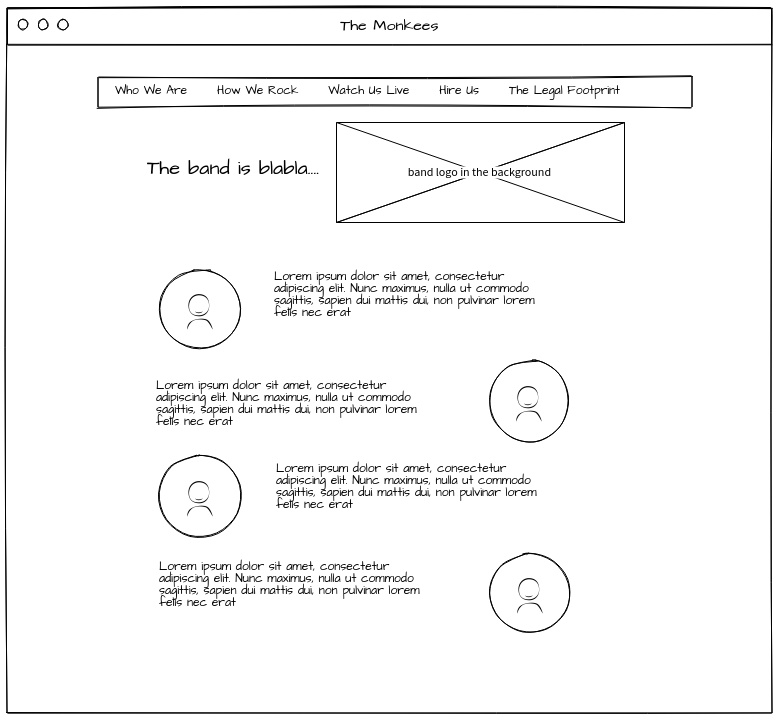 The Monkees
Who We Are How We Rock Watch Us Live Hire Us The Legal Footprint
The band is blabla....
band logo in the background
Lorem ipsum dolor sit amet, consectetur
adipiscing elit. Nunc maximus, nulla ut commodo
sagittis, sapien dui mattis dui, non pulvinar lorem
felis nec erat
Lorem ipsum dolor sit amet, consectetur
adipiscing elit. Nunc maximus, nulla ut commodo
sagittis, sapien dui mattis dui, non pulvinar lorem
felis nec erat
Lorem ipsum dolor sit amet, consectetur
adipiscing elit. Nunc maximus, nulla ut commodo
sagittis, sapien dui mattis dui, non pulvinar lorem
felis nec erat
Lorem ipsum dolor sit amet, consectetur
adipiscing elit. Nunc maximus, nulla ut commodo
sagittis, sapien dui mattis dui, non pulvinar lorem
felis nec erat